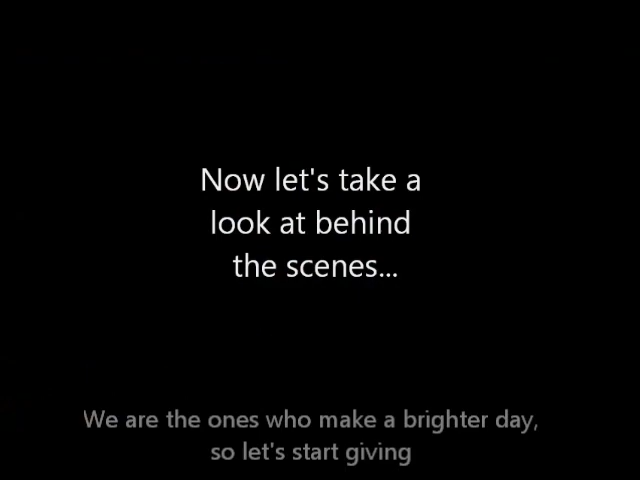 Now let's take a
look at behind
the scenes...
We are the ones who make a brighter day,
so let's start giving